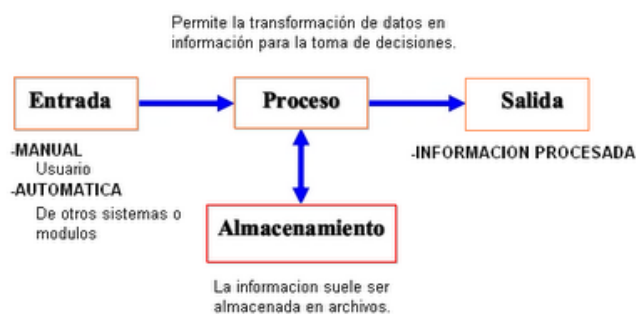 Permite la transformación de datos en
información para la toma de decisiones.
Entrada
Proceso
Salida
-MANUAL
Usuario
-AUTOMATICA
De otros sistemas o
modulos
-INFORMACION PROCESADA
Almacenamiento
La informacion suele ser
almacenada en archivos.